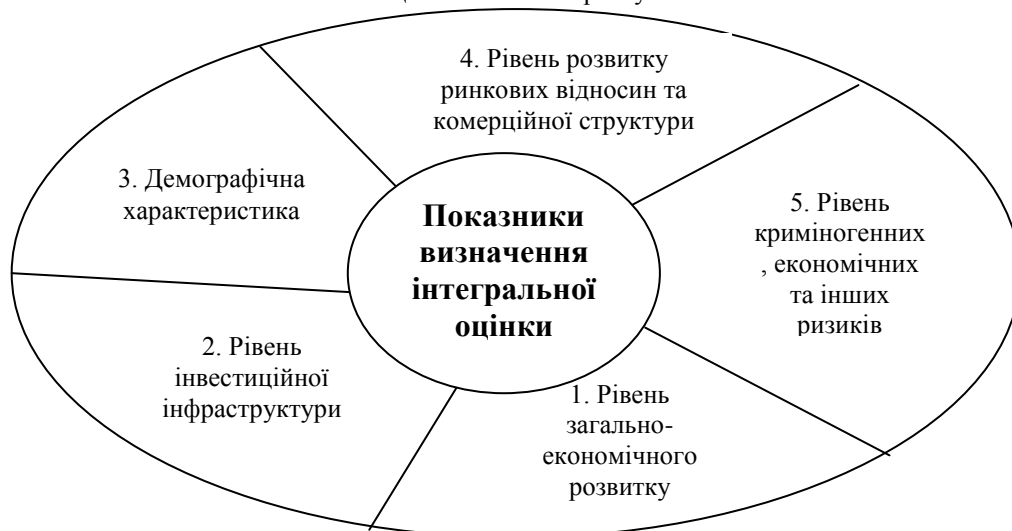 4. Рівень розвитку
ринкових відносин та
комерційної структури
3. Демографічна
характеристика
Показники
визначення
інтегральної
оцінки
5. Рівень
криміногенних
, економічних
та інших
ризиків
2. Рівень
інвестиційної
інфраструктури
1. Рівень
загально-
економічного
розвитку